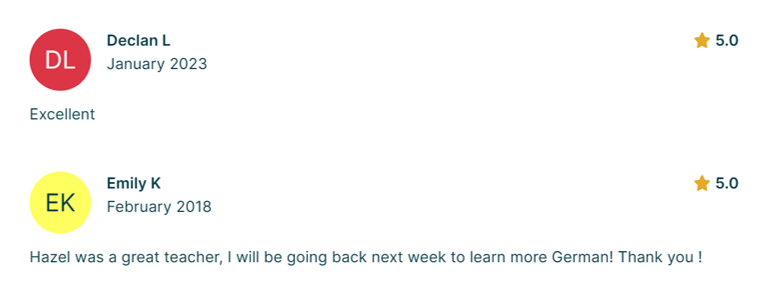 DL
Declan L
5.0
January 2023
Excellent
EK
Emily K
5.0
February 2018
Hazel was a great teacher, I will be going back next week to learn more German! Thank you !